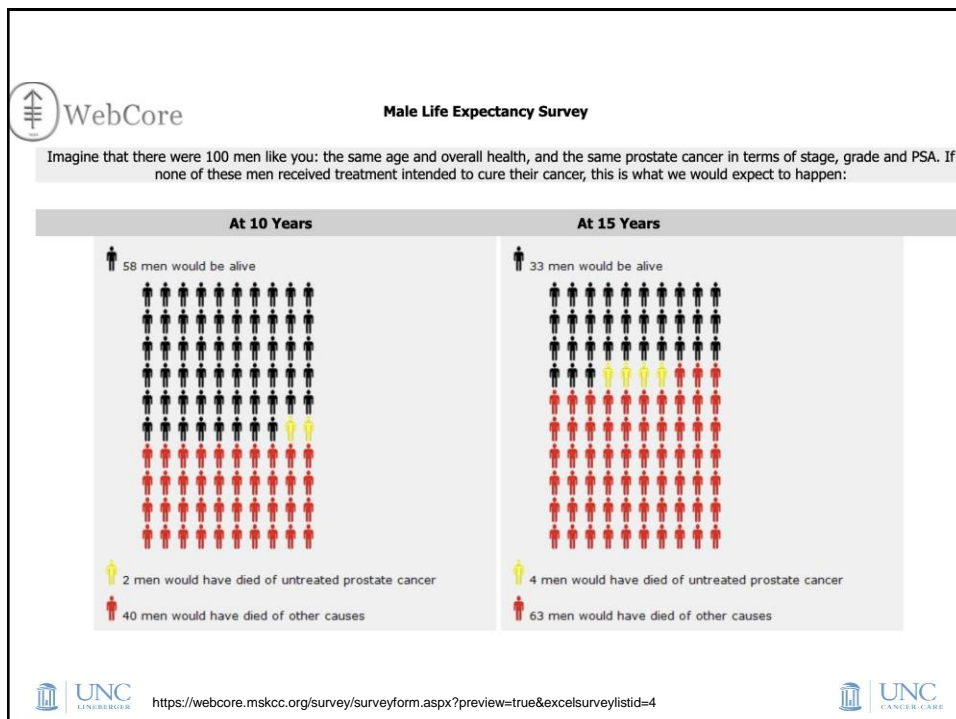 WebCore
Male Life Expectancy Survey
Imagine that there were 100 men like you: the same age and overall health, and the same prostate cancer in terms of stage, grade and PSA. If
none of these men received treatment intended to cure their cancer, this is what we would expect to happen:
At 10 Years
58 men would be alive
2 men would have died of untreated prostate cancer
40 men would have died of other causes
At 15 Years
33 men would be alive
4 men would have died of untreated prostate cancer
63 men would have died of other causes
UNC
LINEBERGER
https://webcore.mskcc.org/survey/surveyform.aspx?preview=true&excelsurveylistid=4
UNC
CANCER CARE